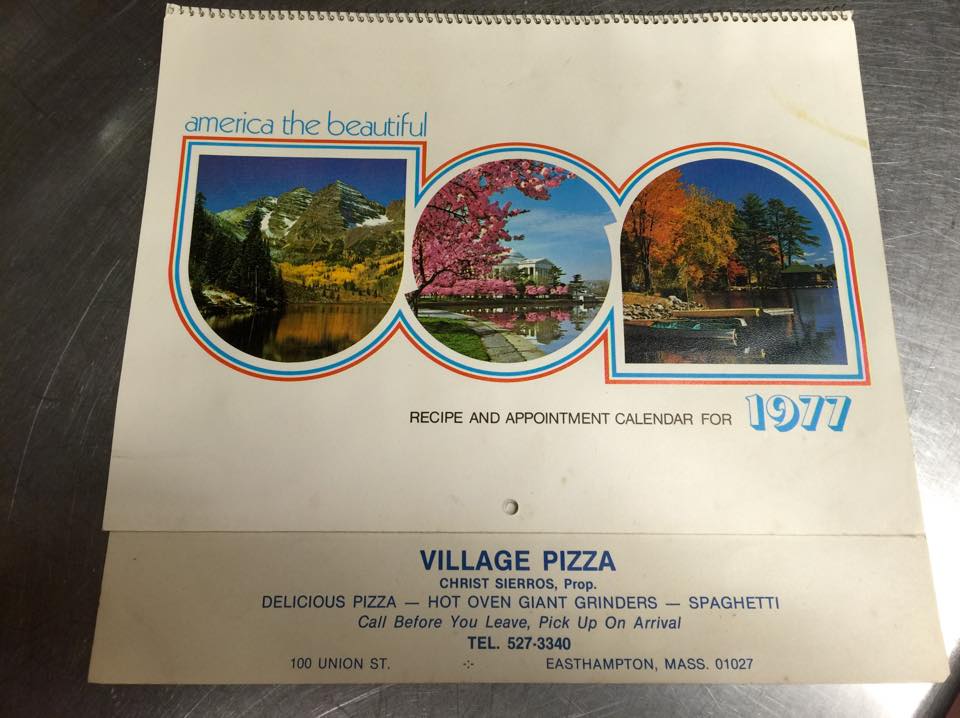 america the beautiful
usa
RECIPE AND APPOINTMENT CALENDAR FOR 1977
VILLAGE PIZZA
CHRIST SIERROS, Prop.
DELICIOUS PIZZA — HOT OVEN GIANT GRINDERS — SPAGHETTI
Call Before You Leave, Pick Up On Arrival
TEL. 527-3340
100 UNION ST. -:- EASTHAMPTON, MASS. 01027